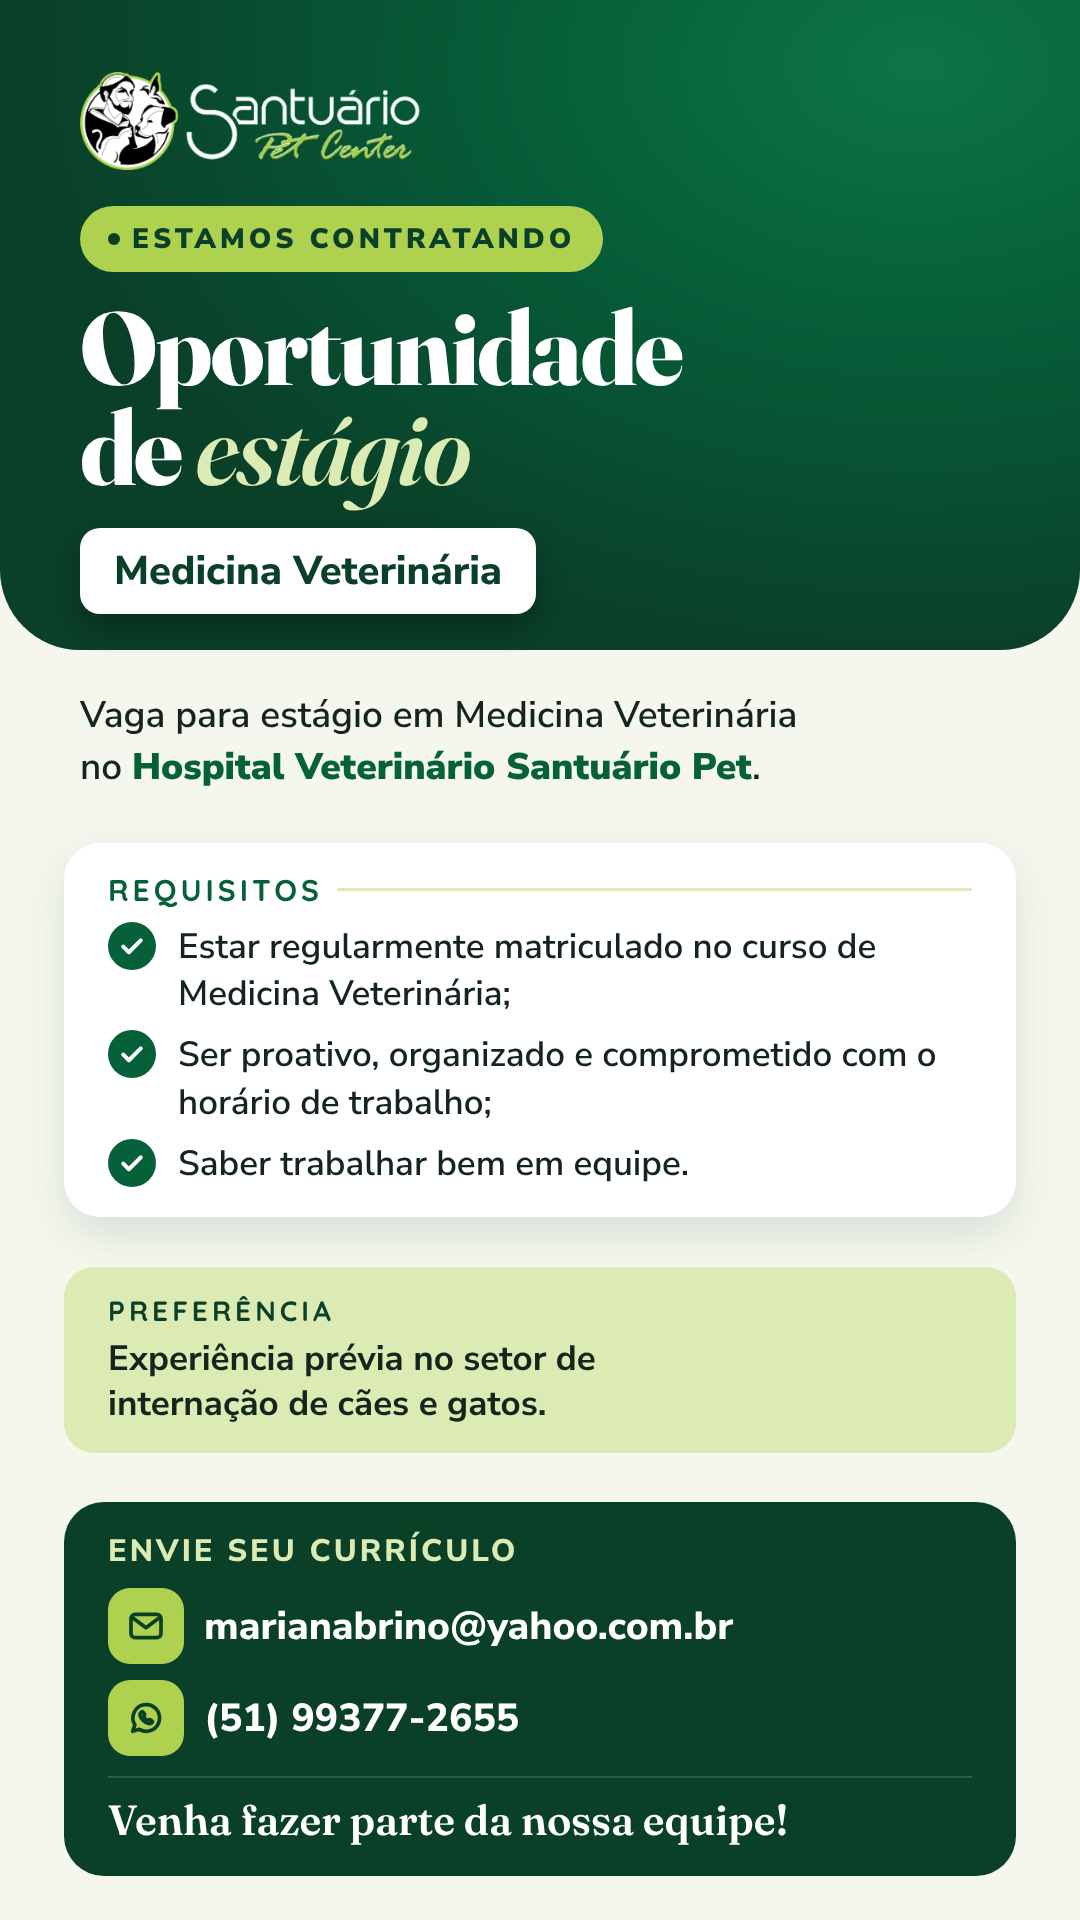 Santuário
Pet Center
• ESTAMOS CONTRATANDO
Oportunidade
de estágio
Medicina Veterinária
Vaga para estágio em Medicina Veterinária
no Hospital Veterinário Santuário Pet.
REQUISITOS
Estar regularmente matriculado no curso de
Medicina Veterinária;
Ser proativo, organizado e comprometido com o
horário de trabalho;
Saber trabalhar bem em equipe.
PREFERÊNCIA
Experiência prévia no setor de
internação de cães e gatos.
ENVIE SEU CURRÍCULO
marianabrino@yahoo.com.br
(51) 99377-2655
Venha fazer parte da nossa equipe!